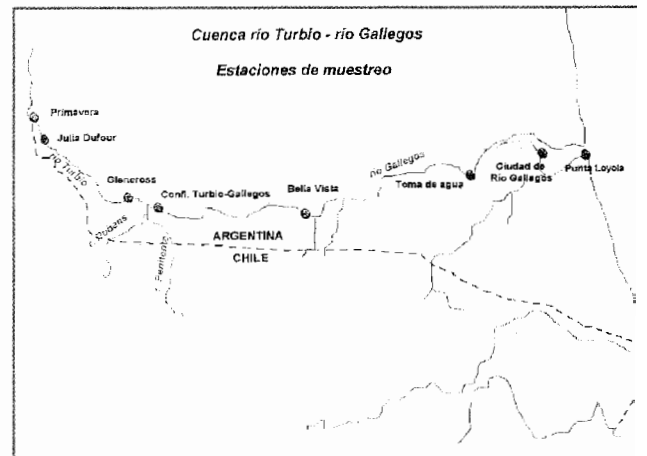 Cuenca río Turbio - río Gallegos
Estaciones de muestreo
Primavera
Julia Dufour
río Turbio
Glencross
Confl. Turbio-Gallegos
Bella Vista
río Gallegos
Toma de agua
Ciudad de
Río Gallegos
Punta Loyola
Penitente
ARGENTINA
CHILE